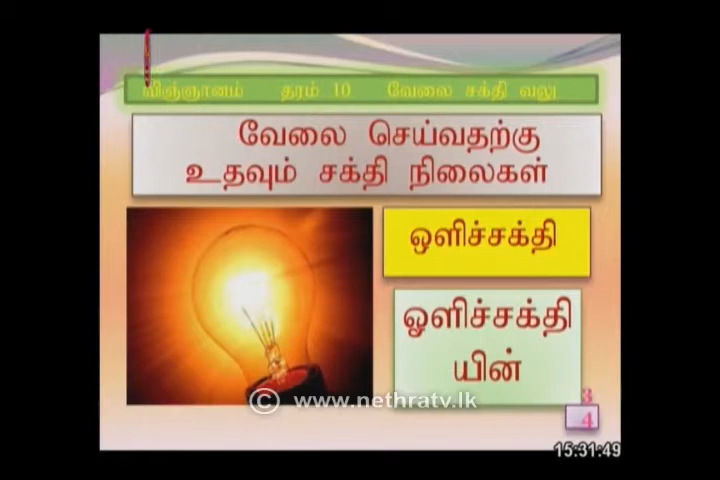 விஞ்ஞானம் தரம் 10 வேலை சக்தி வலு
வேலை செய்வதற்கு
உதவும் சக்தி நிலைகள்
ஒளிச்சக்தி
ஓளிச்சக்தி
யின்
© www.nethratv.lk
3
4
15:31:49